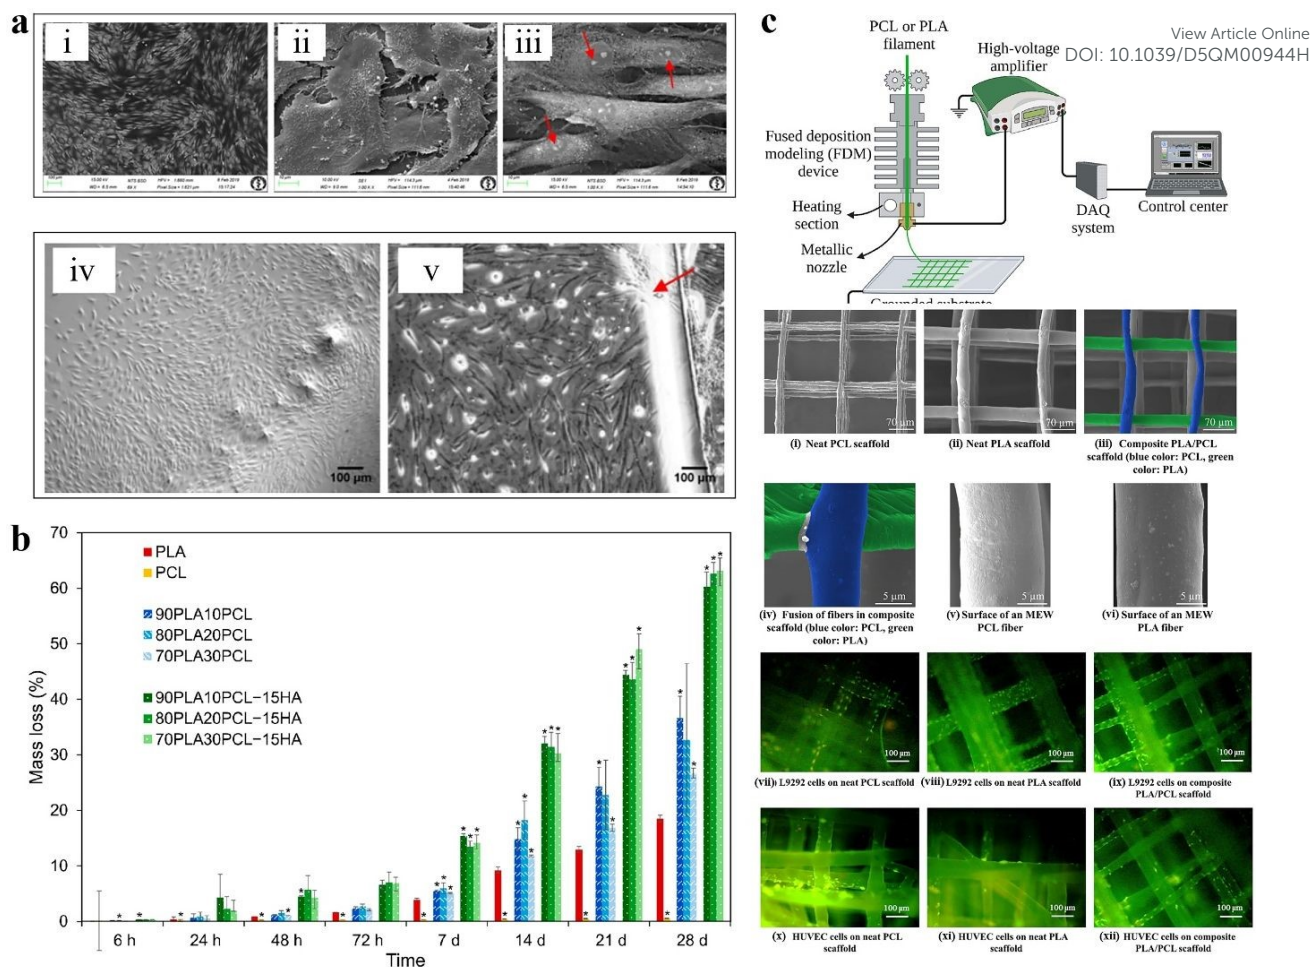 a
i
ii
iii
iv
v
100 µm
100 µm
b
Mass loss (%)
70
60
50
40
30
20
10
0
PLA
PCL
90PLA10PCL
80PLA20PCL
70PLA30PCL
90PLA10PCL−15HA
80PLA20PCL−15HA
70PLA30PCL−15HA
6 h
24 h
48 h
72 h
7 d
14 d
21 d
28 d
Time
c
View Article Online
DOI: 10.1039/D5QM00944H
PCL or PLA
filament
High-voltage
amplifier
Fused deposition
modeling (FDM)
device
Heating
section
Metallic
nozzle
DAQ
system
Control center
Grounded substrate
70 µm
70 µm
70 µm
(i) Neat PCL scaffold
(ii) Neat PLA scaffold
(iii) Composite PLA/PCL
scaffold (blue color: PCL, green
color: PLA)
5 µm
5 µm
5 µm
(iv) Fusion of fibers in composite
scaffold (blue color: PCL, green
color: PLA)
(v) Surface of an MEW
PCL fiber
(vi) Surface of an MEW
PLA fiber
100 µm
100 µm
100 µm
(vii) L9292 cells on neat PCL scaffold
(viii) L9292 cells on neat PLA scaffold
(ix) L9292 cells on composite
PLA/PCL scaffold
100 µm
100 µm
100 µm
(x) HUVEC cells on neat PCL
scaffold
(xi) HUVEC cells on neat PLA
scaffold
(xii) HUVEC cells on composite
PLA/PCL scaffold